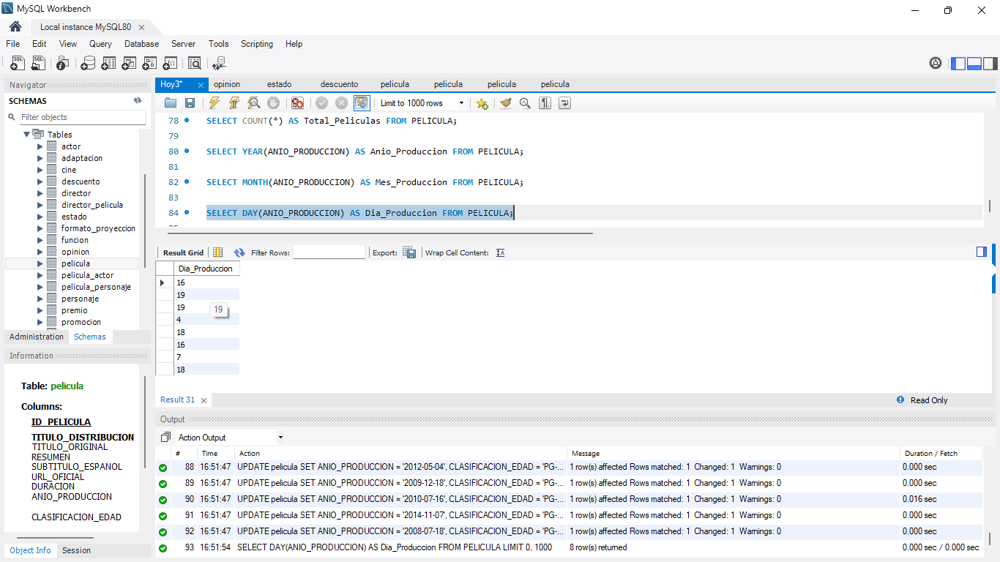 MySQL Workbench
Local instance MySQL80
File Edit View Query Database Server Tools Scripting Help
Navigator
SCHEMAS
Filter objects
Tables
actor
adaptacion
cine
descuento
director
director_pelicula
estado
formato_proyeccion
funcion
opinion
pelicula
pelicula_actor
pelicula_personaje
personaje
premio
promocion
Administration Schemas
Information
Table: pelicula
Columns:
ID_PELICULA
TITULO_DISTRIBUCION
TITULO_ORIGINAL
RESUMEN
SUBTITULO_ESPANOL
URL_OFICIAL
DURACION
ANIO_PRODUCCION
CLASIFICACION_EDAD
Object Info Session
Hoy3* opinion estado descuento pelicula pelicula pelicula pelicula
Limit to 1000 rows
78 SELECT COUNT(*) AS Total_Peliculas FROM PELICULA;
79
80 SELECT YEAR(ANIO_PRODUCCION) AS Anio_Produccion FROM PELICULA;
81
82 SELECT MONTH(ANIO_PRODUCCION) AS Mes_Produccion FROM PELICULA;
83
84 SELECT DAY(ANIO_PRODUCCION) AS Dia_Produccion FROM PELICULA;
Result Grid Filter Rows: Export: Wrap Cell Content:
Dia_Produccion
16
19
19
19
4
18
16
7
18
Result 31
Read Only
Output
Action Output
# Time Action Message Duration / Fetch
88 16:51:47 UPDATE pelicula SET ANIO_PRODUCCION = '2012-05-04', CLASIFICACION_EDAD = 'PG-... 1 row(s) affected Rows matched: 1 Changed: 1 Warnings: 0 0.000 sec
89 16:51:47 UPDATE pelicula SET ANIO_PRODUCCION = '2009-12-18', CLASIFICACION_EDAD = 'PG-... 1 row(s) affected Rows matched: 1 Changed: 1 Warnings: 0 0.000 sec
90 16:51:47 UPDATE pelicula SET ANIO_PRODUCCION = '2010-07-16', CLASIFICACION_EDAD = 'PG-... 1 row(s) affected Rows matched: 1 Changed: 1 Warnings: 0 0.016 sec
91 16:51:47 UPDATE pelicula SET ANIO_PRODUCCION = '2014-11-07', CLASIFICACION_EDAD = 'PG-... 1 row(s) affected Rows matched: 1 Changed: 1 Warnings: 0 0.000 sec
92 16:51:47 UPDATE pelicula SET ANIO_PRODUCCION = '2008-07-18', CLASIFICACION_EDAD = 'PG-... 1 row(s) affected Rows matched: 1 Changed: 1 Warnings: 0 0.000 sec
93 16:51:54 SELECT DAY(ANIO_PRODUCCION) AS Dia_Produccion FROM PELICULA LIMIT 0, 1000 8 row(s) returned 0.000 sec / 0.000 sec